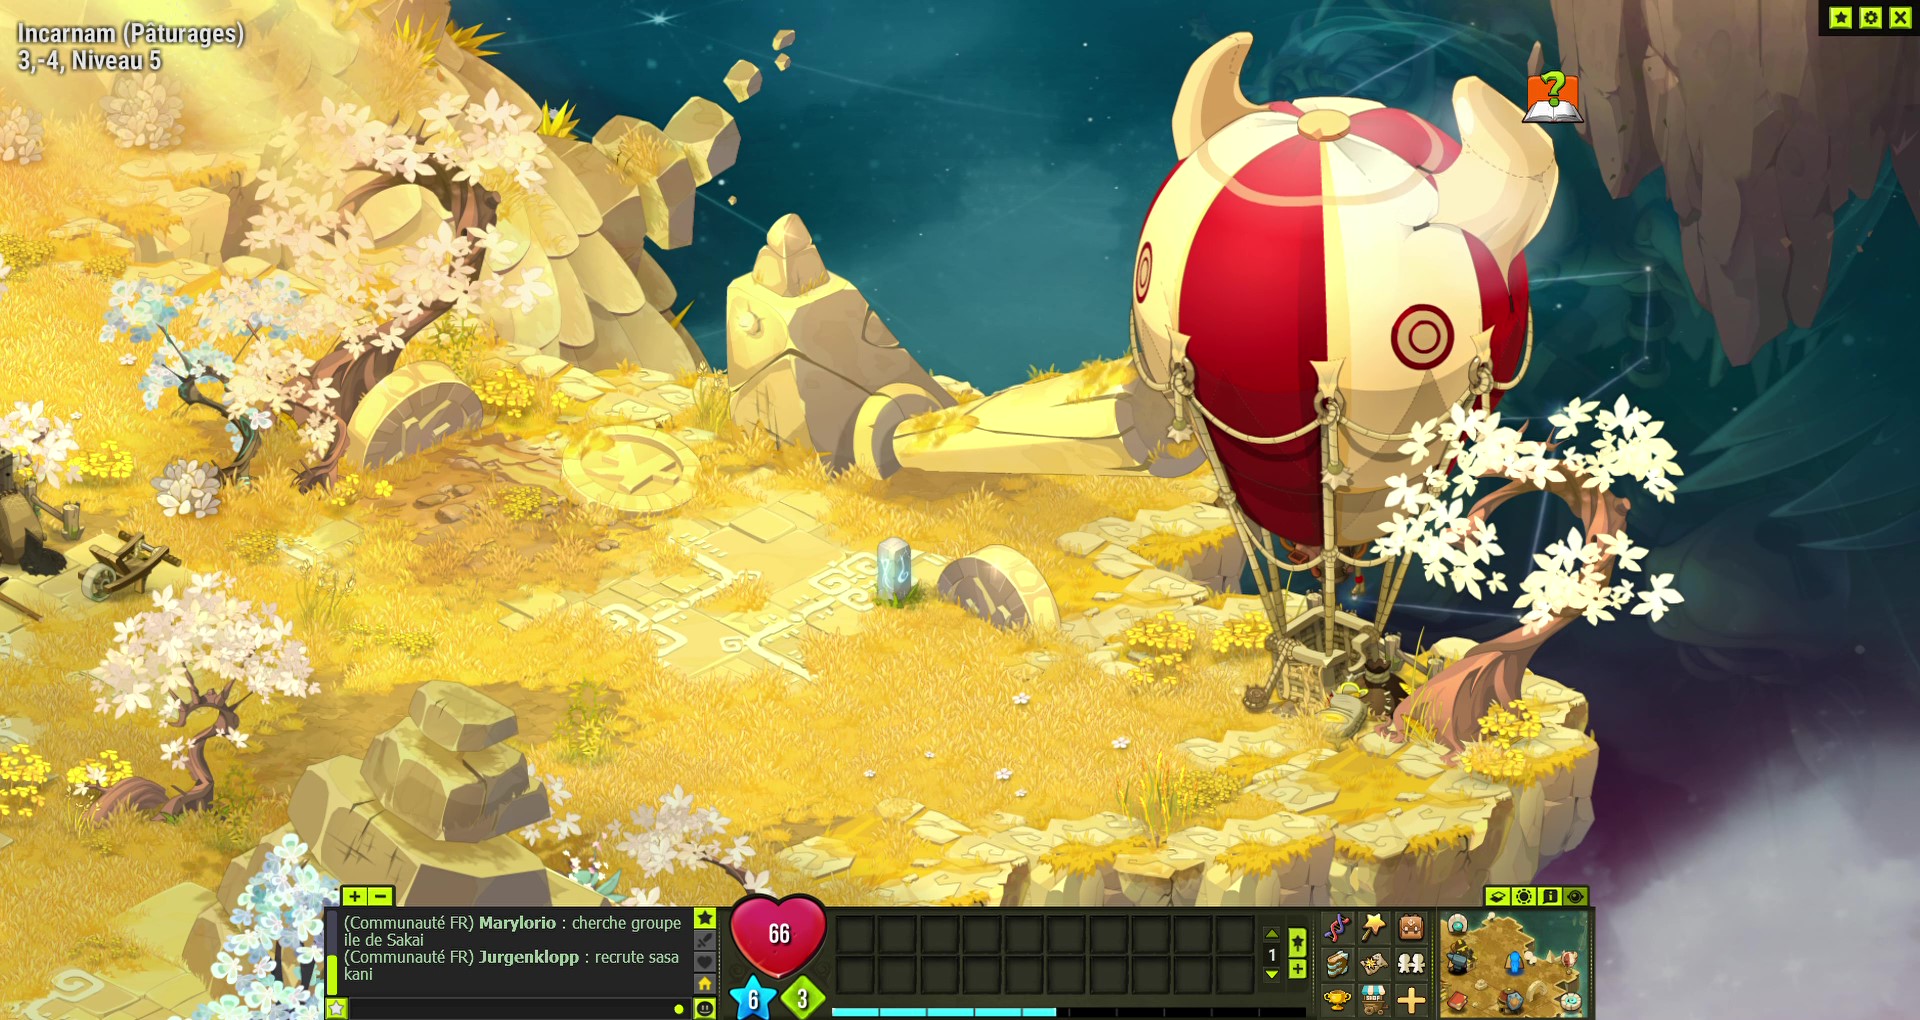 Incarnam (Pâturages)
3,-4, Niveau 5
?
(Communauté FR) Marylorio : cherche groupe
ile de Sakai
(Communauté FR) Jurgenklopp : recrute sasa
kani
66
6
3
1
SHOP